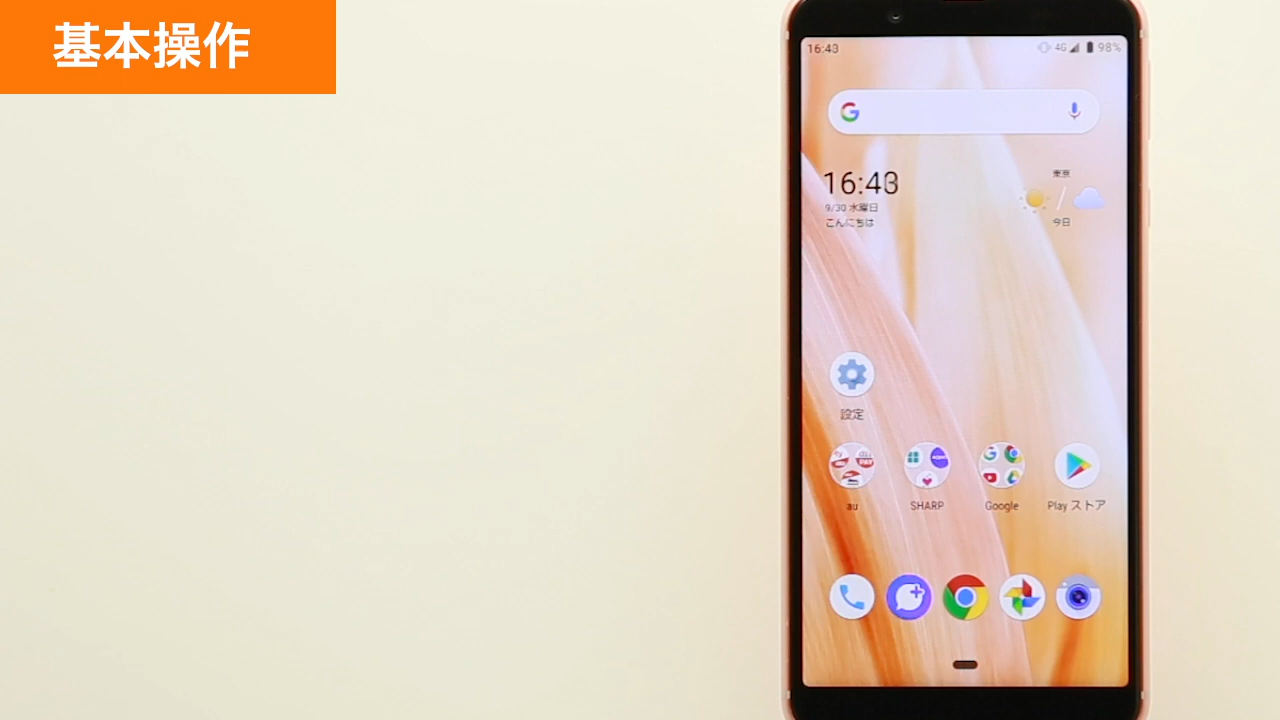 基本操作
16:43
4G
98%
16:43
9/30 水曜日
こんにちは
東京
今日
設定
au
SHARP
Google
Play ストア